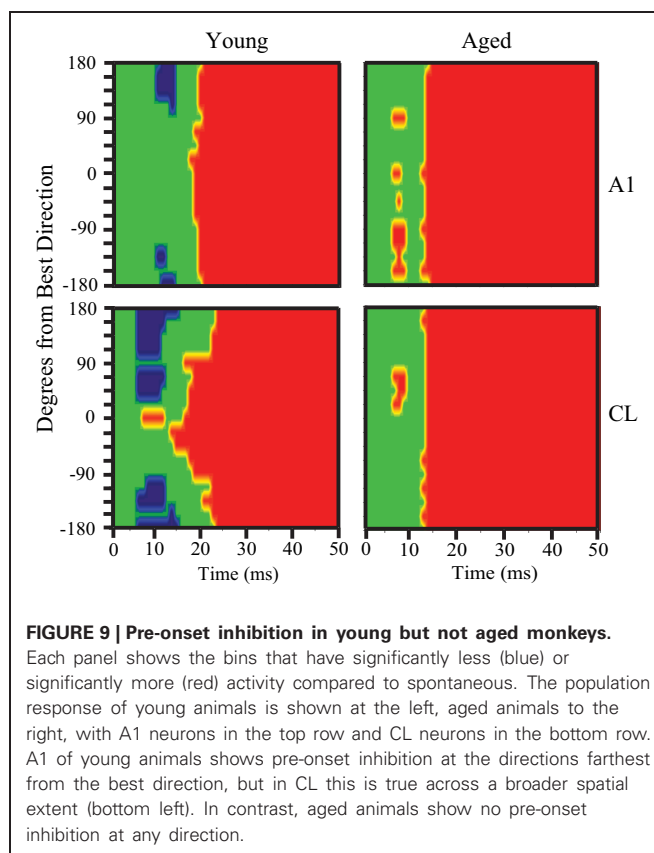 Young Aged
180
90
0
-90
-180
A1
180
90
0
-90
-180
CL
Degrees from Best Direction
0 10 20 30 40 50
0 10 20 30 40 50
Time (ms) Time (ms)
FIGURE 9 | Pre-onset inhibition in young but not aged monkeys.
Each panel shows the bins that have significantly less (blue) or
significantly more (red) activity compared to spontaneous. The population
response of young animals is shown at the left, aged animals to the
right, with A1 neurons in the top row and CL neurons in the bottom row.
A1 of young animals shows pre-onset inhibition at the directions farthest
from the best direction, but in CL this is true across a broader spatial
extent (bottom left). In contrast, aged animals show no pre-onset
inhibition at any direction.